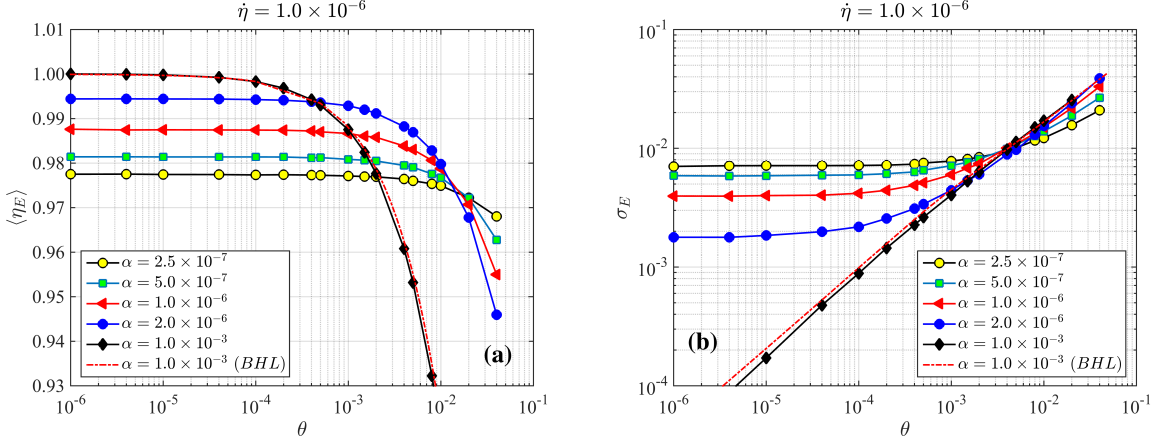 η̇ = 1.0 × 10⁻⁶
1.01
1.00
0.99
0.98
0.97
0.96
0.95
0.94
0.93
⟨η_E⟩
α = 2.5 × 10⁻⁷
α = 5.0 × 10⁻⁷
α = 1.0 × 10⁻⁶
α = 2.0 × 10⁻⁶
α = 1.0 × 10⁻³
α = 1.0 × 10⁻³ (BHL)
(a)
10⁻⁶ 10⁻⁵ 10⁻⁴ 10⁻³ 10⁻² 10⁻¹
θ
η̇ = 1.0 × 10⁻⁶
10⁻¹
10⁻²
10⁻³
10⁻⁴
σ_E
α = 2.5 × 10⁻⁷
α = 5.0 × 10⁻⁷
α = 1.0 × 10⁻⁶
α = 2.0 × 10⁻⁶
α = 1.0 × 10⁻³
α = 1.0 × 10⁻³ (BHL)
(b)
10⁻⁶ 10⁻⁵ 10⁻⁴ 10⁻³ 10⁻² 10⁻¹
θ